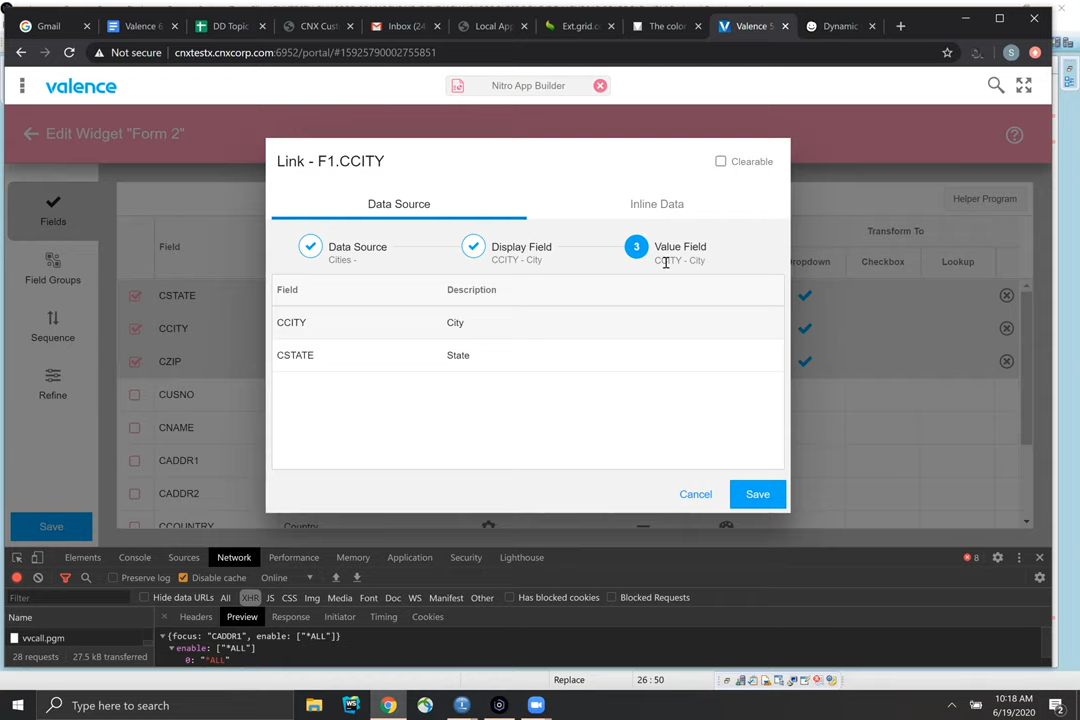 Gmail
Valence 6
DD Topic
CNX Cust
Inbox (24
Local App
Ext.grid.c
The color
Valence 5
Dynamic
Not secure
cnxtestx.cnxcorp.com:6952/portal/#15925790002755851
S
valence
Nitro App Builder
Edit Widget "Form 2"
Link - F1.CCITY
Clearable
Data Source
Inline Data
Helper Program
Fields
Field
Transform To
Data Source
Cities -
Display Field
CCITY - City
3
Value Field
CCITY - City
Dropdown
Checkbox
Lookup
Field Groups
Field
Description
CSTATE
CCITY
City
Sequence
CCITY
CSTATE
State
CZIP
Refine
CUSNO
CNAME
CADDR1
CADDR2
Cancel
Save
Save
CCOUNTRY
Country
Elements
Console
Sources
Network
Performance
Memory
Application
Security
Lighthouse
8
Preserve log
Disable cache
Online
Filter
Hide data URLs
All
XHR
JS
CSS
Img
Media
Font
Doc
WS
Manifest
Other
Has blocked cookies
Blocked Requests
Name
Headers
Preview
Response
Initiator
Timing
Cookies
vvcall.pgm
{focus: "CADDR1", enable: ["*ALL"]}
enable: ["*ALL"]
0: "*ALL"
28 requests
27.5 kB transferred
Replace
26 : 50
Type here to search
10:18 AM
6/19/2020
2